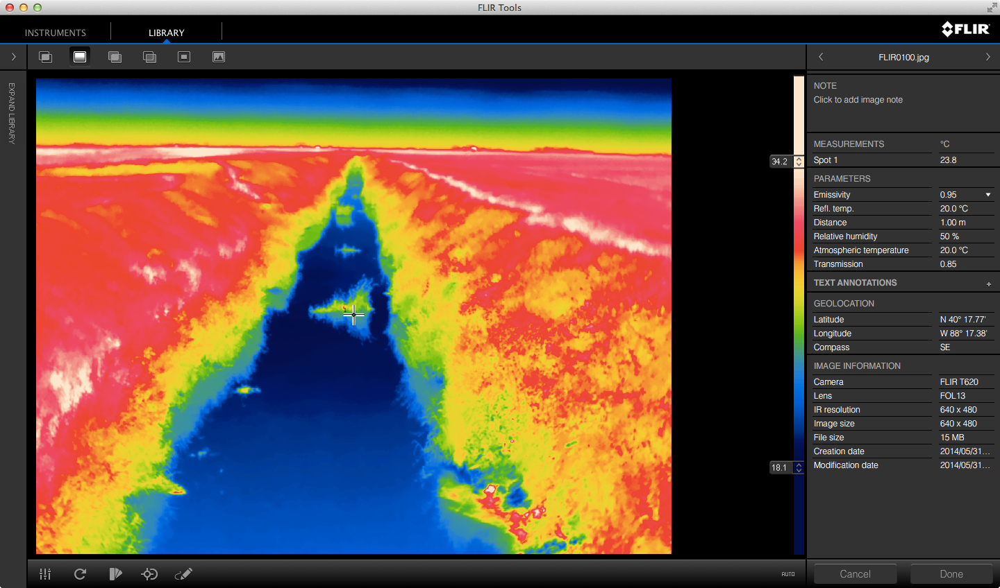 FLIR Tools
INSTRUMENTS
LIBRARY
FLIR
FLIR0100.jpg
EXPAND LIBRARY
NOTE
Click to add image note
MEASUREMENTS °C
Spot 1 23.8
PARAMETERS
Emissivity 0.95
Refl. temp. 20.0 °C
Distance 1.00 m
Relative humidity 50 %
Atmospheric temperature 20.0 °C
Transmission 0.85
TEXT ANNOTATIONS +
GEOLOCATION
Latitude N 40° 17.77'
Longitude W 88° 17.38'
Compass SE
IMAGE INFORMATION
Camera FLIR T620
Lens FOL13
IR resolution 640 x 480
Image size 640 x 480
File size 15 MB
Creation date 2014/05/31...
Modification date 2014/05/31...
34.2
1
18.1
AUTO
Cancel
Done